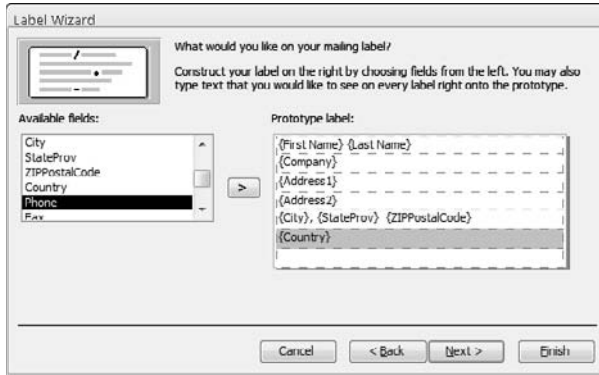 Label Wizard
What would you like on your mailing label?
Construct your label on the right by choosing fields from the left. You may also
type text that you would like to see on every label right onto the prototype.
Available fields:
City
StateProv
ZIPPostalCode
Country
Phone
Fax
>
Prototype label:
{First Name} {Last Name}
{Company}
{Address1}
{Address2}
{City}, {StateProv} {ZIPPostalCode}
{Country}
Cancel
< Back
Next >
Finish